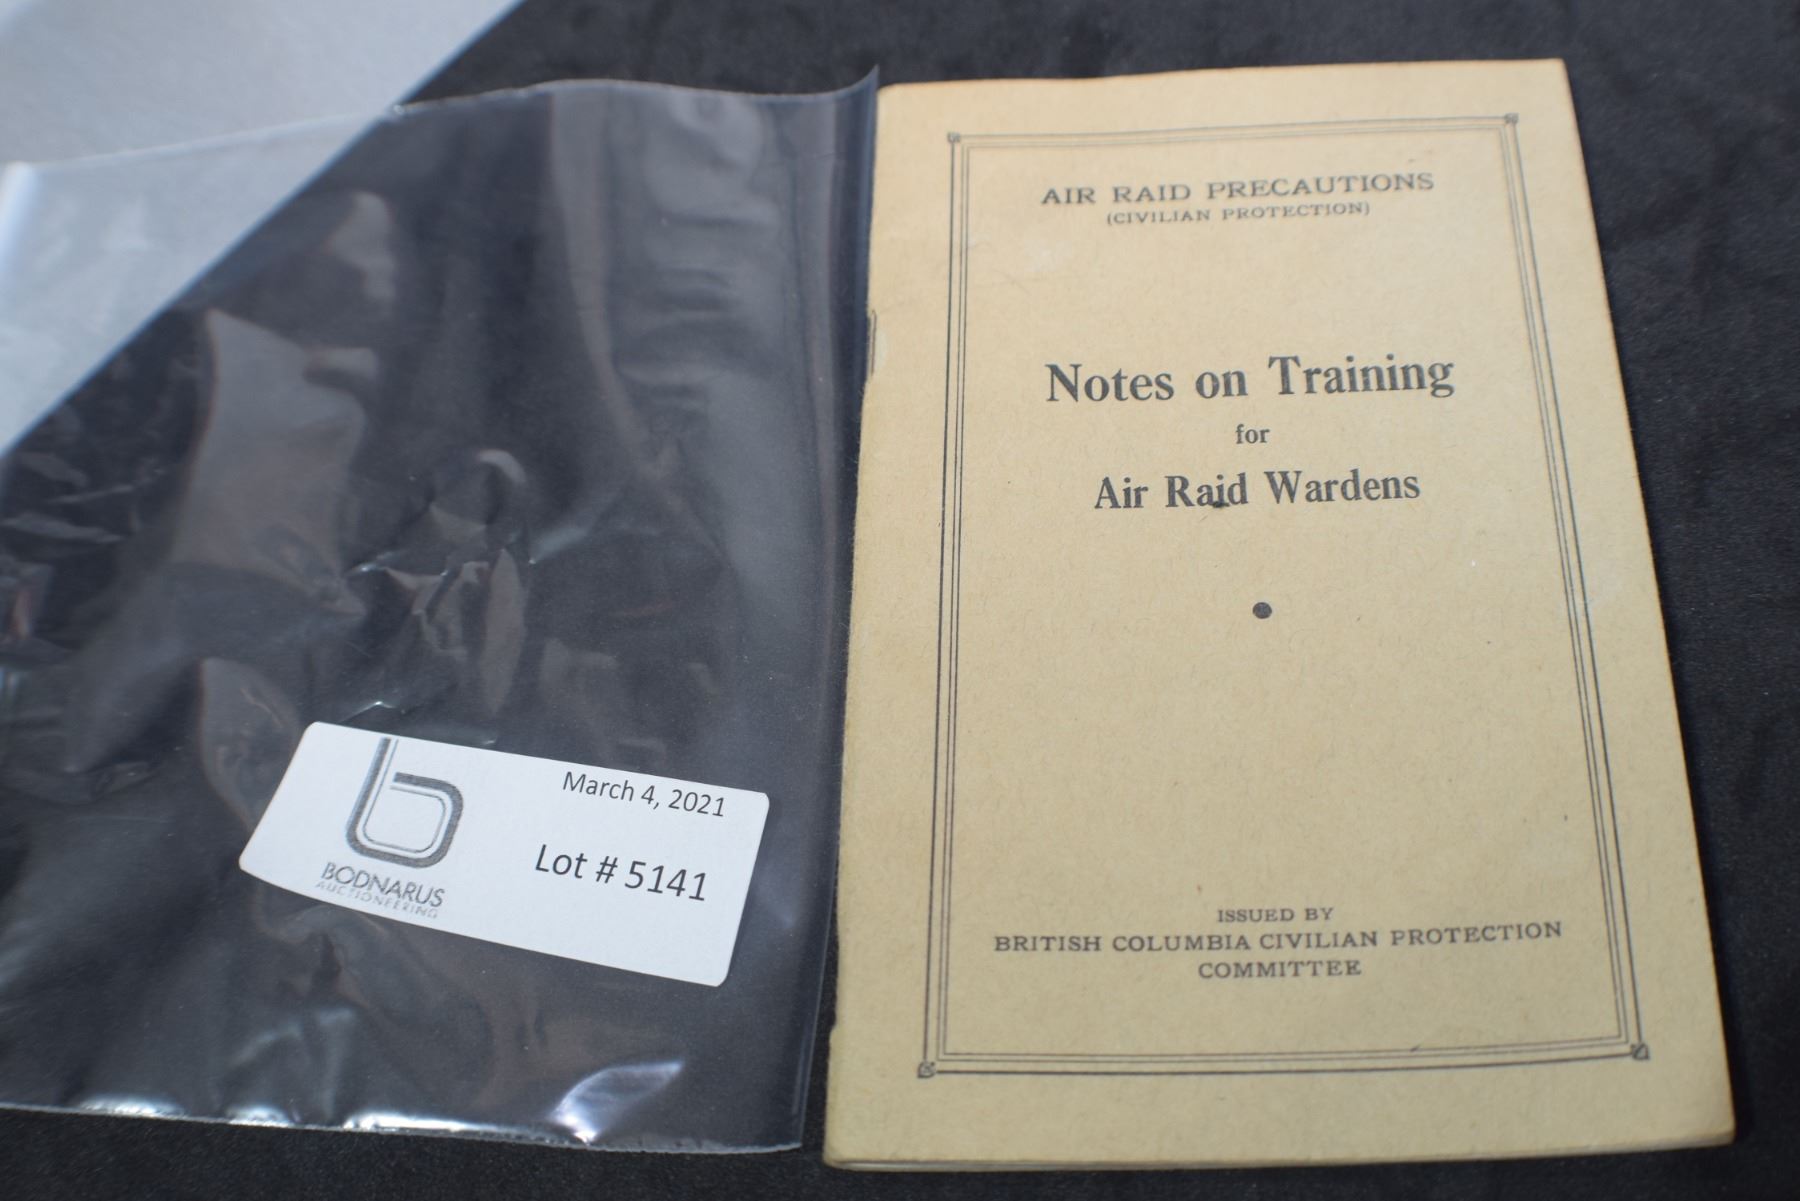 AIR RAID PRECAUTIONS
(CIVILIAN PROTECTION)
Notes on Training
for
Air Raid Wardens
ISSUED BY
BRITISH COLUMBIA CIVILIAN PROTECTION
COMMITTEE
March 4, 2021
Lot # 5141
BODNARUS
AUCTIONEERING